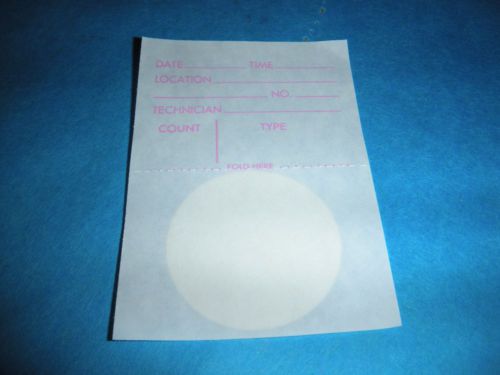 DATE TIME
LOCATION
NO.
TECHNICIAN
COUNT TYPE
FOLD HERE